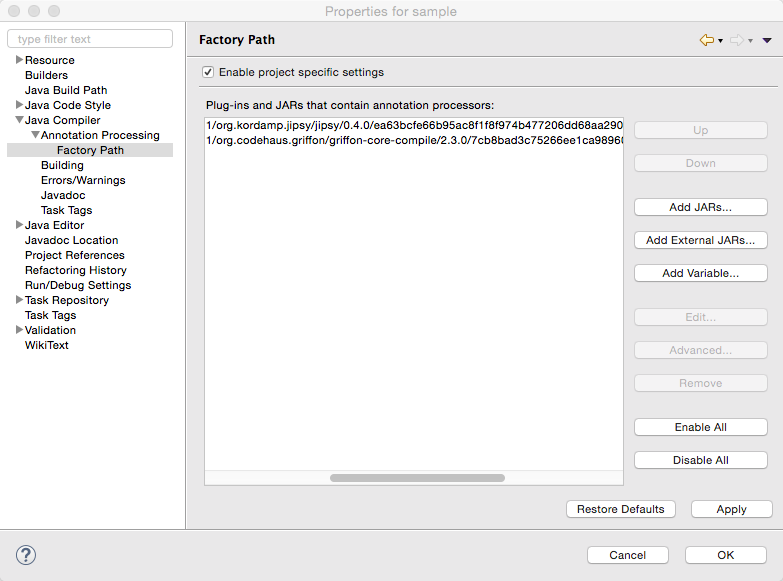 Properties for sample
type filter text
Resource
Builders
Java Build Path
Java Code Style
Java Compiler
Annotation Processing
Factory Path
Building
Errors/Warnings
Javadoc
Task Tags
Java Editor
Javadoc Location
Project References
Refactoring History
Run/Debug Settings
Task Repository
Task Tags
Validation
WikiText
Factory Path
Enable project specific settings
Plug-ins and JARs that contain annotation processors:
1/org.kordamp.jipsy/jipsy/0.4.0/ea63bcfe66b95ac8f1f8f974b477206dd68aa290
1/org.codehaus.griffon/griffon-core-compile/2.3.0/7cb8bad3c75266ee1ca98960
Up
Down
Add JARs...
Add External JARs...
Add Variable...
Edit...
Advanced...
Remove
Enable All
Disable All
Restore Defaults
Apply
?
Cancel
OK